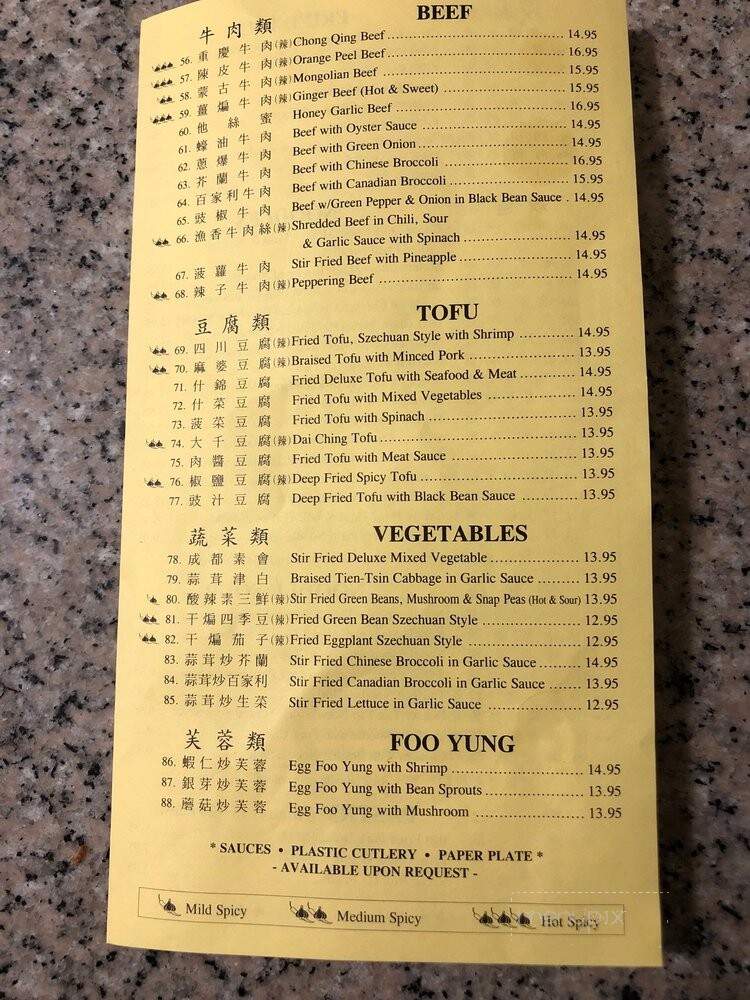 牛肉類 BEEF
56. 重慶牛肉(辣) Chong Qing Beef 14.95
57. 陳皮牛肉(辣) Orange Peel Beef 16.95
58. 蒙古牛肉(辣) Mongolian Beef 15.95
59. 薑煸牛肉(辣) Ginger Beef (Hot & Sweet) 15.95
60. 他絲蜜 Honey Garlic Beef 16.95
61. 蠔油牛肉 Beef with Oyster Sauce 14.95
62. 蔥爆牛肉 Beef with Green Onion 14.95
63. 芥蘭牛肉 Beef with Chinese Broccoli 16.95
64. 百家利牛肉 Beef with Canadian Broccoli 15.95
65. 豉椒牛肉 Beef w/Green Pepper & Onion in Black Bean Sauce . 14.95
66. 漁香牛肉絲(辣) Shredded Beef in Chili, Sour
& Garlic Sauce with Spinach 14.95
67. 菠蘿牛肉 Stir Fried Beef with Pineapple 14.95
68. 辣子牛肉(辣) Peppering Beef 14.95
豆腐類 TOFU
69. 四川豆腐(辣) Fried Tofu, Szechuan Style with Shrimp 14.95
70. 麻婆豆腐(辣) Braised Tofu with Minced Pork 13.95
71. 什錦豆腐 Fried Deluxe Tofu with Seafood & Meat 14.95
72. 什菜豆腐 Fried Tofu with Mixed Vegetables 14.95
73. 菠菜豆腐 Fried Tofu with Spinach 13.95
74. 大千豆腐(辣) Dai Ching Tofu 13.95
75. 肉醬豆腐 Fried Tofu with Meat Sauce 13.95
76. 椒鹽豆腐(辣) Deep Fried Spicy Tofu 13.95
77. 豉汁豆腐 Deep Fried Tofu with Black Bean Sauce 13.95
蔬菜類 VEGETABLES
78. 成都素會 Stir Fried Deluxe Mixed Vegetable 13.95
79. 蒜茸津白 Braised Tien-Tsin Cabbage in Garlic Sauce 13.95
80. 酸辣素三鮮(辣) Stir Fried Green Beans, Mushroom & Snap Peas (Hot & Sour) 13.95
81. 干煸四季豆(辣) Fried Green Bean Szechuan Style 12.95
82. 干煸茄子(辣) Fried Eggplant Szechuan Style 12.95
83. 蒜茸炒芥蘭 Stir Fried Chinese Broccoli in Garlic Sauce 14.95
84. 蒜茸炒百家利 Stir Fried Canadian Broccoli in Garlic Sauce 13.95
85. 蒜茸炒生菜 Stir Fried Lettuce in Garlic Sauce 12.95
芙蓉類 FOO YUNG
86. 蝦仁炒芙蓉 Egg Foo Yung with Shrimp 14.95
87. 銀芽炒芙蓉 Egg Foo Yung with Bean Sprouts 13.95
88. 蘑菇炒芙蓉 Egg Foo Yung with Mushroom 13.95
* SAUCES • PLASTIC CUTLERY • PAPER PLATE *
- AVAILABLE UPON REQUEST -
Mild Spicy Medium Spicy Hot Spicy